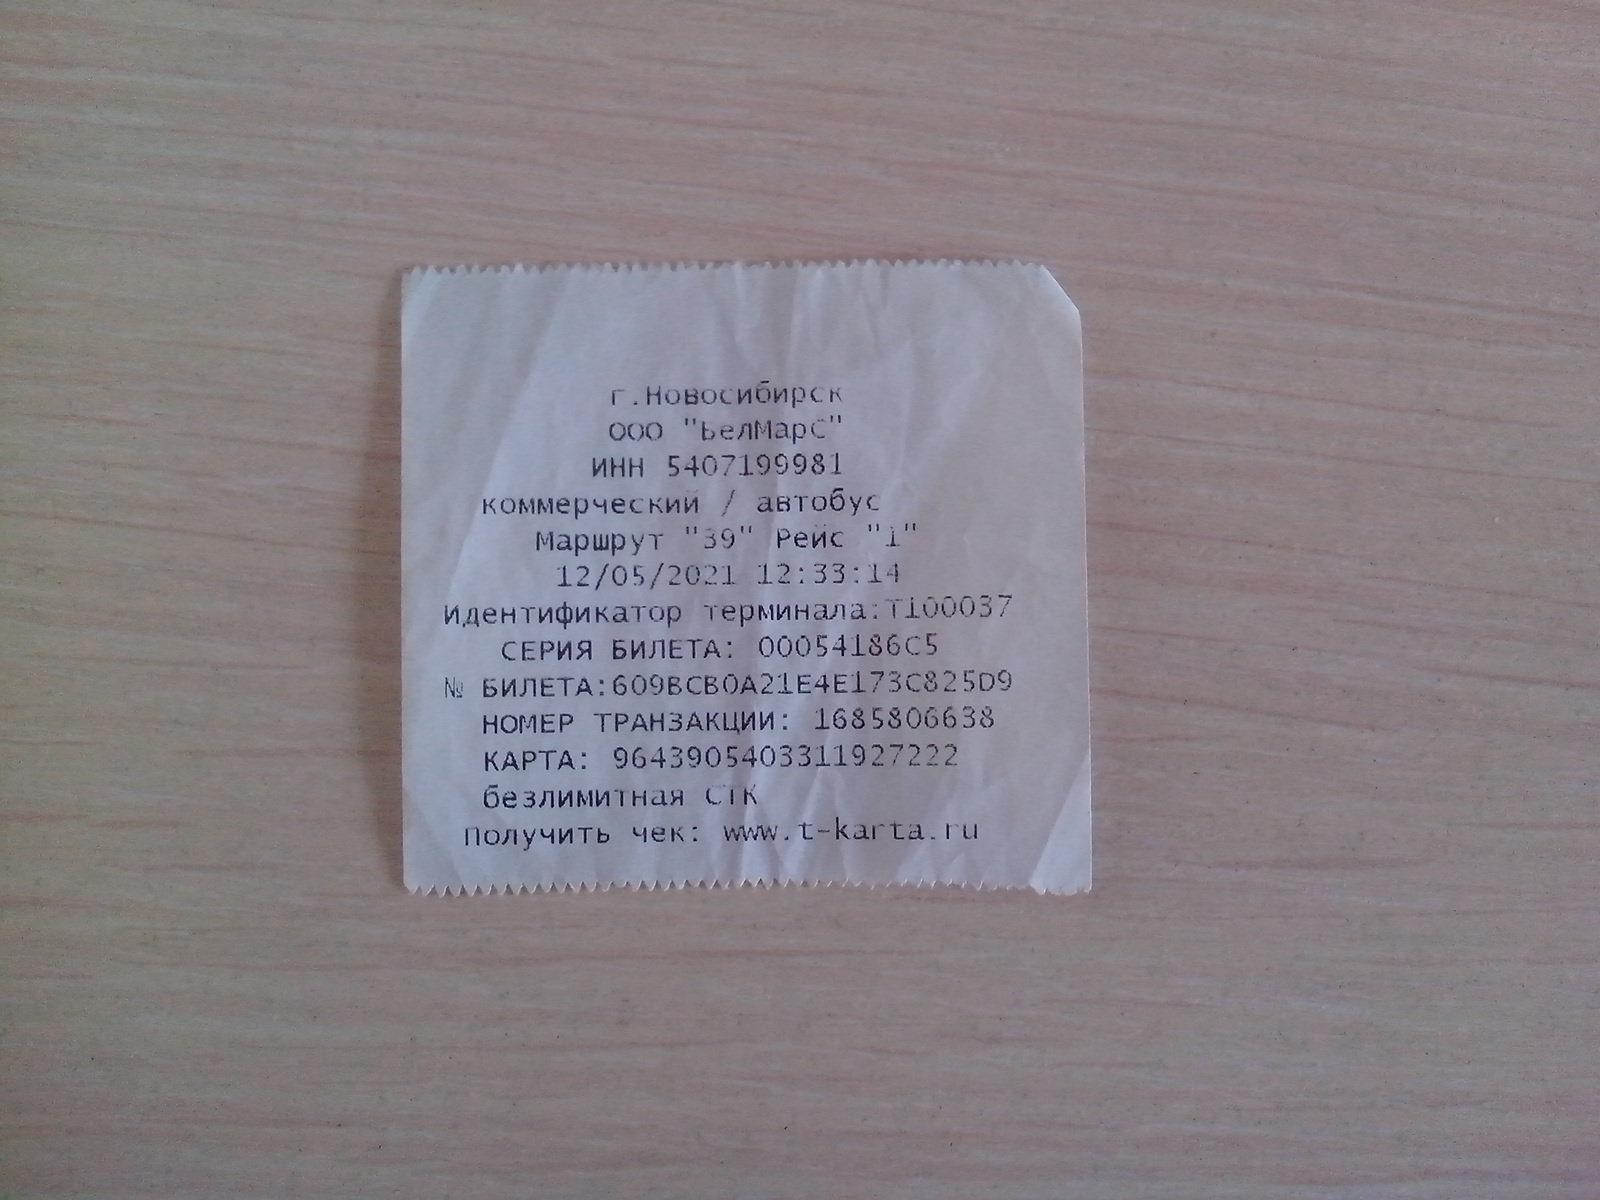 г.Новосибирск
ООО "БелМарС"
ИНН 5407199981
коммерческий / автобус
Маршрут "39" Рейс "1"
12/05/2021 12:33:14
Идентификатор терминала:T100037
СЕРИЯ БИЛЕТА: 00054186C5
№ БИЛЕТА:609BCB0A21E4E173C825D9
НОМЕР ТРАНЗАКЦИИ: 1685806638
КАРТА: 9643905403311927222
безлимитная СТК
Получить чек: www.t-karta.ru